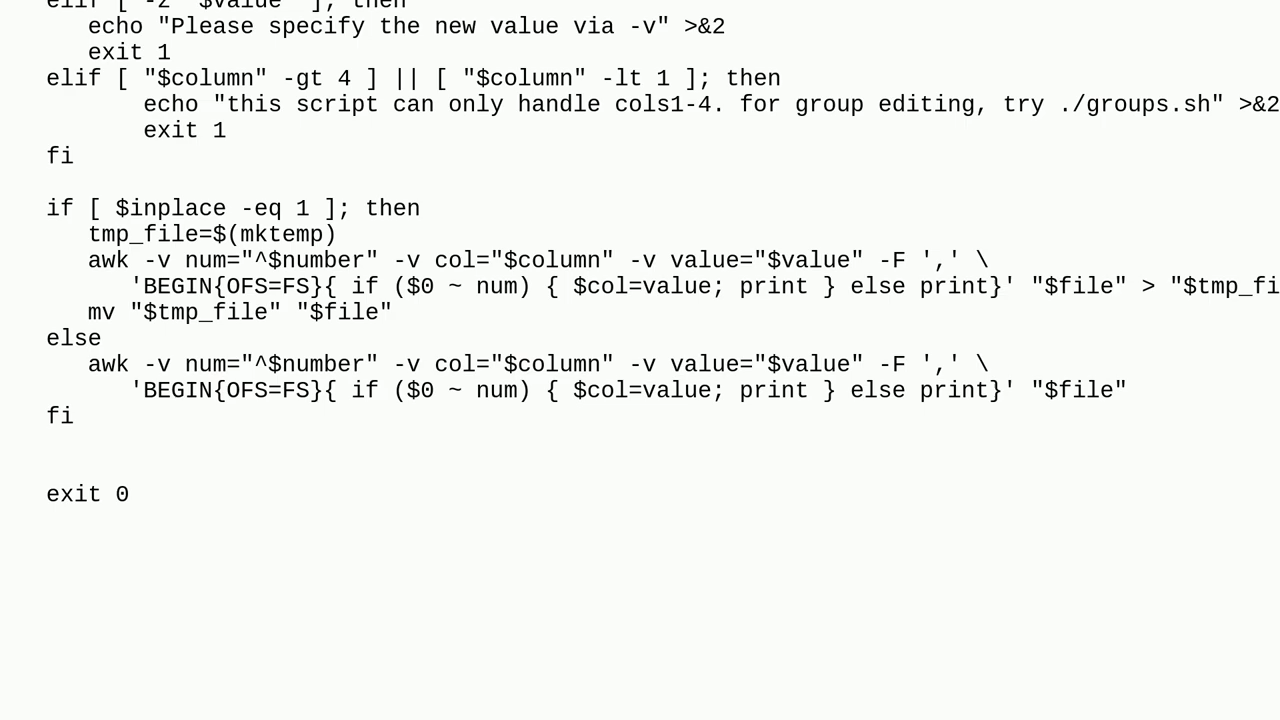 elif [ -z "$value" ]; then
   echo "Please specify the new value via -v" >&2
   exit 1
elif [ "$column" -gt 4 ] || [ "$column" -lt 1 ]; then
       echo "this script can only handle cols1-4. for group editing, try ./groups.sh" >&2
       exit 1
fi

if [ $inplace -eq 1 ]; then
   tmp_file=$(mktemp)
   awk -v num="^$number" -v col="$column" -v value="$value" -F ',' \
      'BEGIN{OFS=FS}{ if ($0 ~ num) { $col=value; print } else print}' "$file" > "$tmp_fi
   mv "$tmp_file" "$file"
else
   awk -v num="^$number" -v col="$column" -v value="$value" -F ',' \
      'BEGIN{OFS=FS}{ if ($0 ~ num) { $col=value; print } else print}' "$file"
fi


exit 0